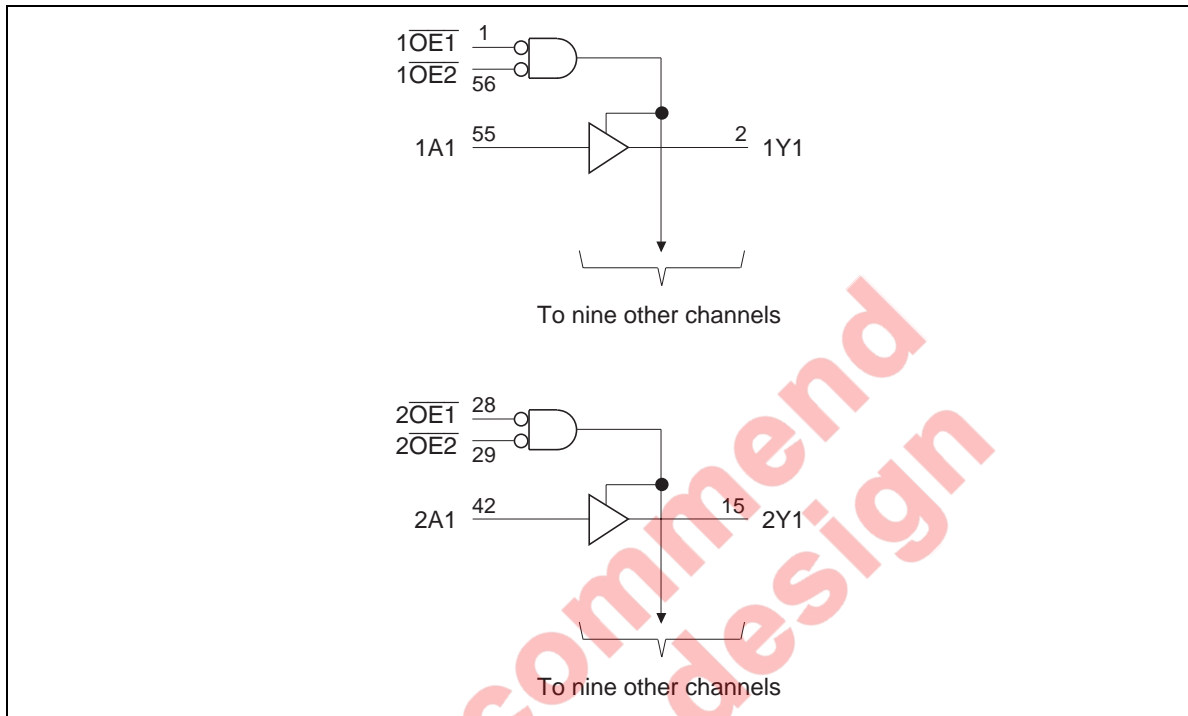 1OE1 1
1OE2 56
1A1 55 2 1Y1
To nine other channels
2OE1 28
2OE2 29
2A1 42 15 2Y1
To nine other channels
commend
design